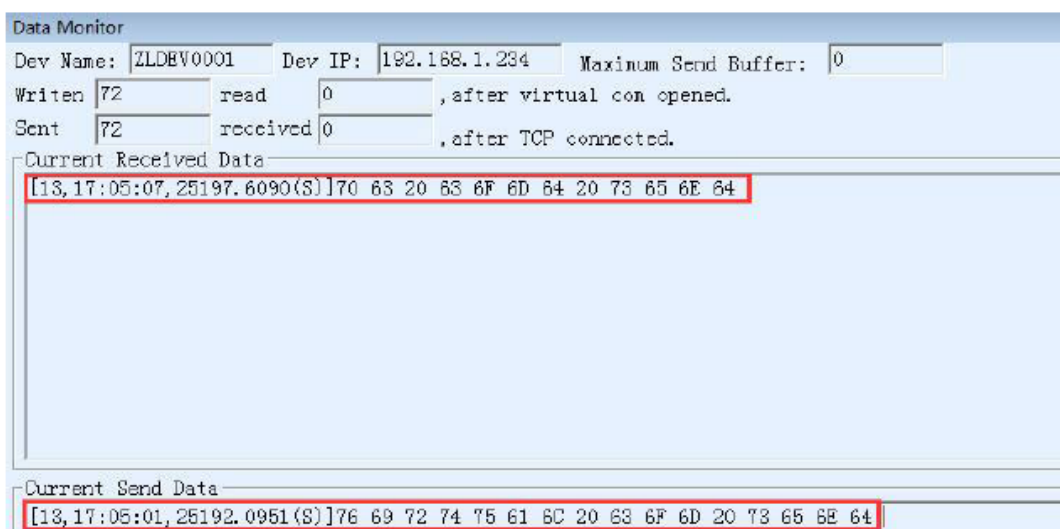 Data Monitor
Dev Name: ZLDEV0001 Dev IP: 192.168.1.234 Maximum Send Buffer: 0
Writen 72 read 0 ,after virtual com opened.
Sent 72 received 0 ,after TCP connected.
Current Received Data
[13,17:05:07,25197.6090(S)]70 63 20 63 6F 6D 64 20 73 65 6E 64
Current Send Data
[13,17:05:01,25192.0951(S)]76 69 72 74 75 61 6C 20 63 6F 6D 20 73 65 6E 64